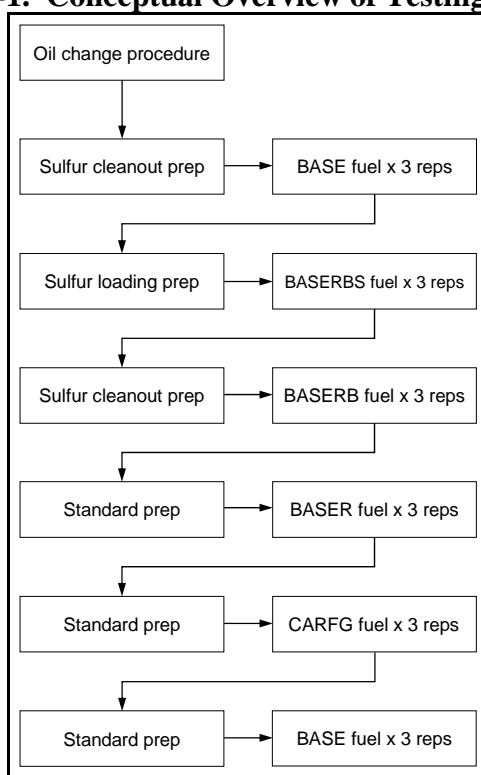 1. Conceptual Overview of Testing
Oil change procedure
Sulfur cleanout prep
BASE fuel x 3 reps
Sulfur loading prep
BASERBS fuel x 3 reps
Sulfur cleanout prep
BASERB fuel x 3 reps
Standard prep
BASER fuel x 3 reps
Standard prep
CARFG fuel x 3 reps
Standard prep
BASE fuel x 3 reps